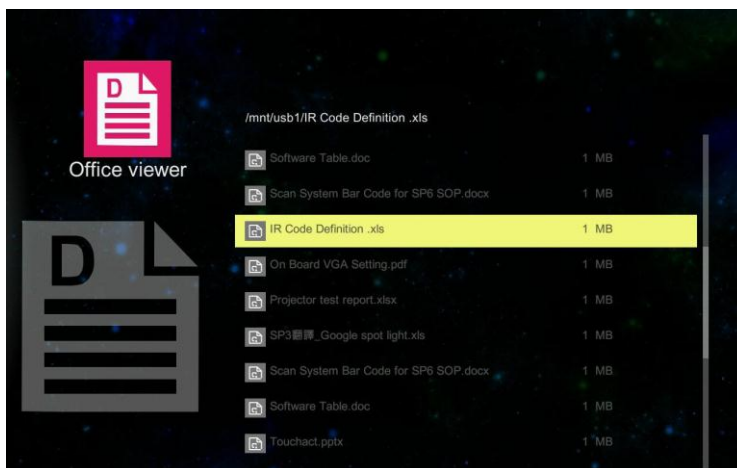 D
Office viewer
D
/mnt/usb1/IR Code Definition .xls
Software Table.doc 1 MB
Scan System Bar Code for SP6 SOP.docx 1 MB
IR Code Definition .xls 1 MB
On Board VGA Setting.pdf 1 MB
Projector test report.xlsx 1 MB
SP3翻譯_Google spot light.xls 1 MB
Scan System Bar Code for SP6 SOP.docx 1 MB
Software Table.doc 1 MB
Touchact.pptx 1 MB